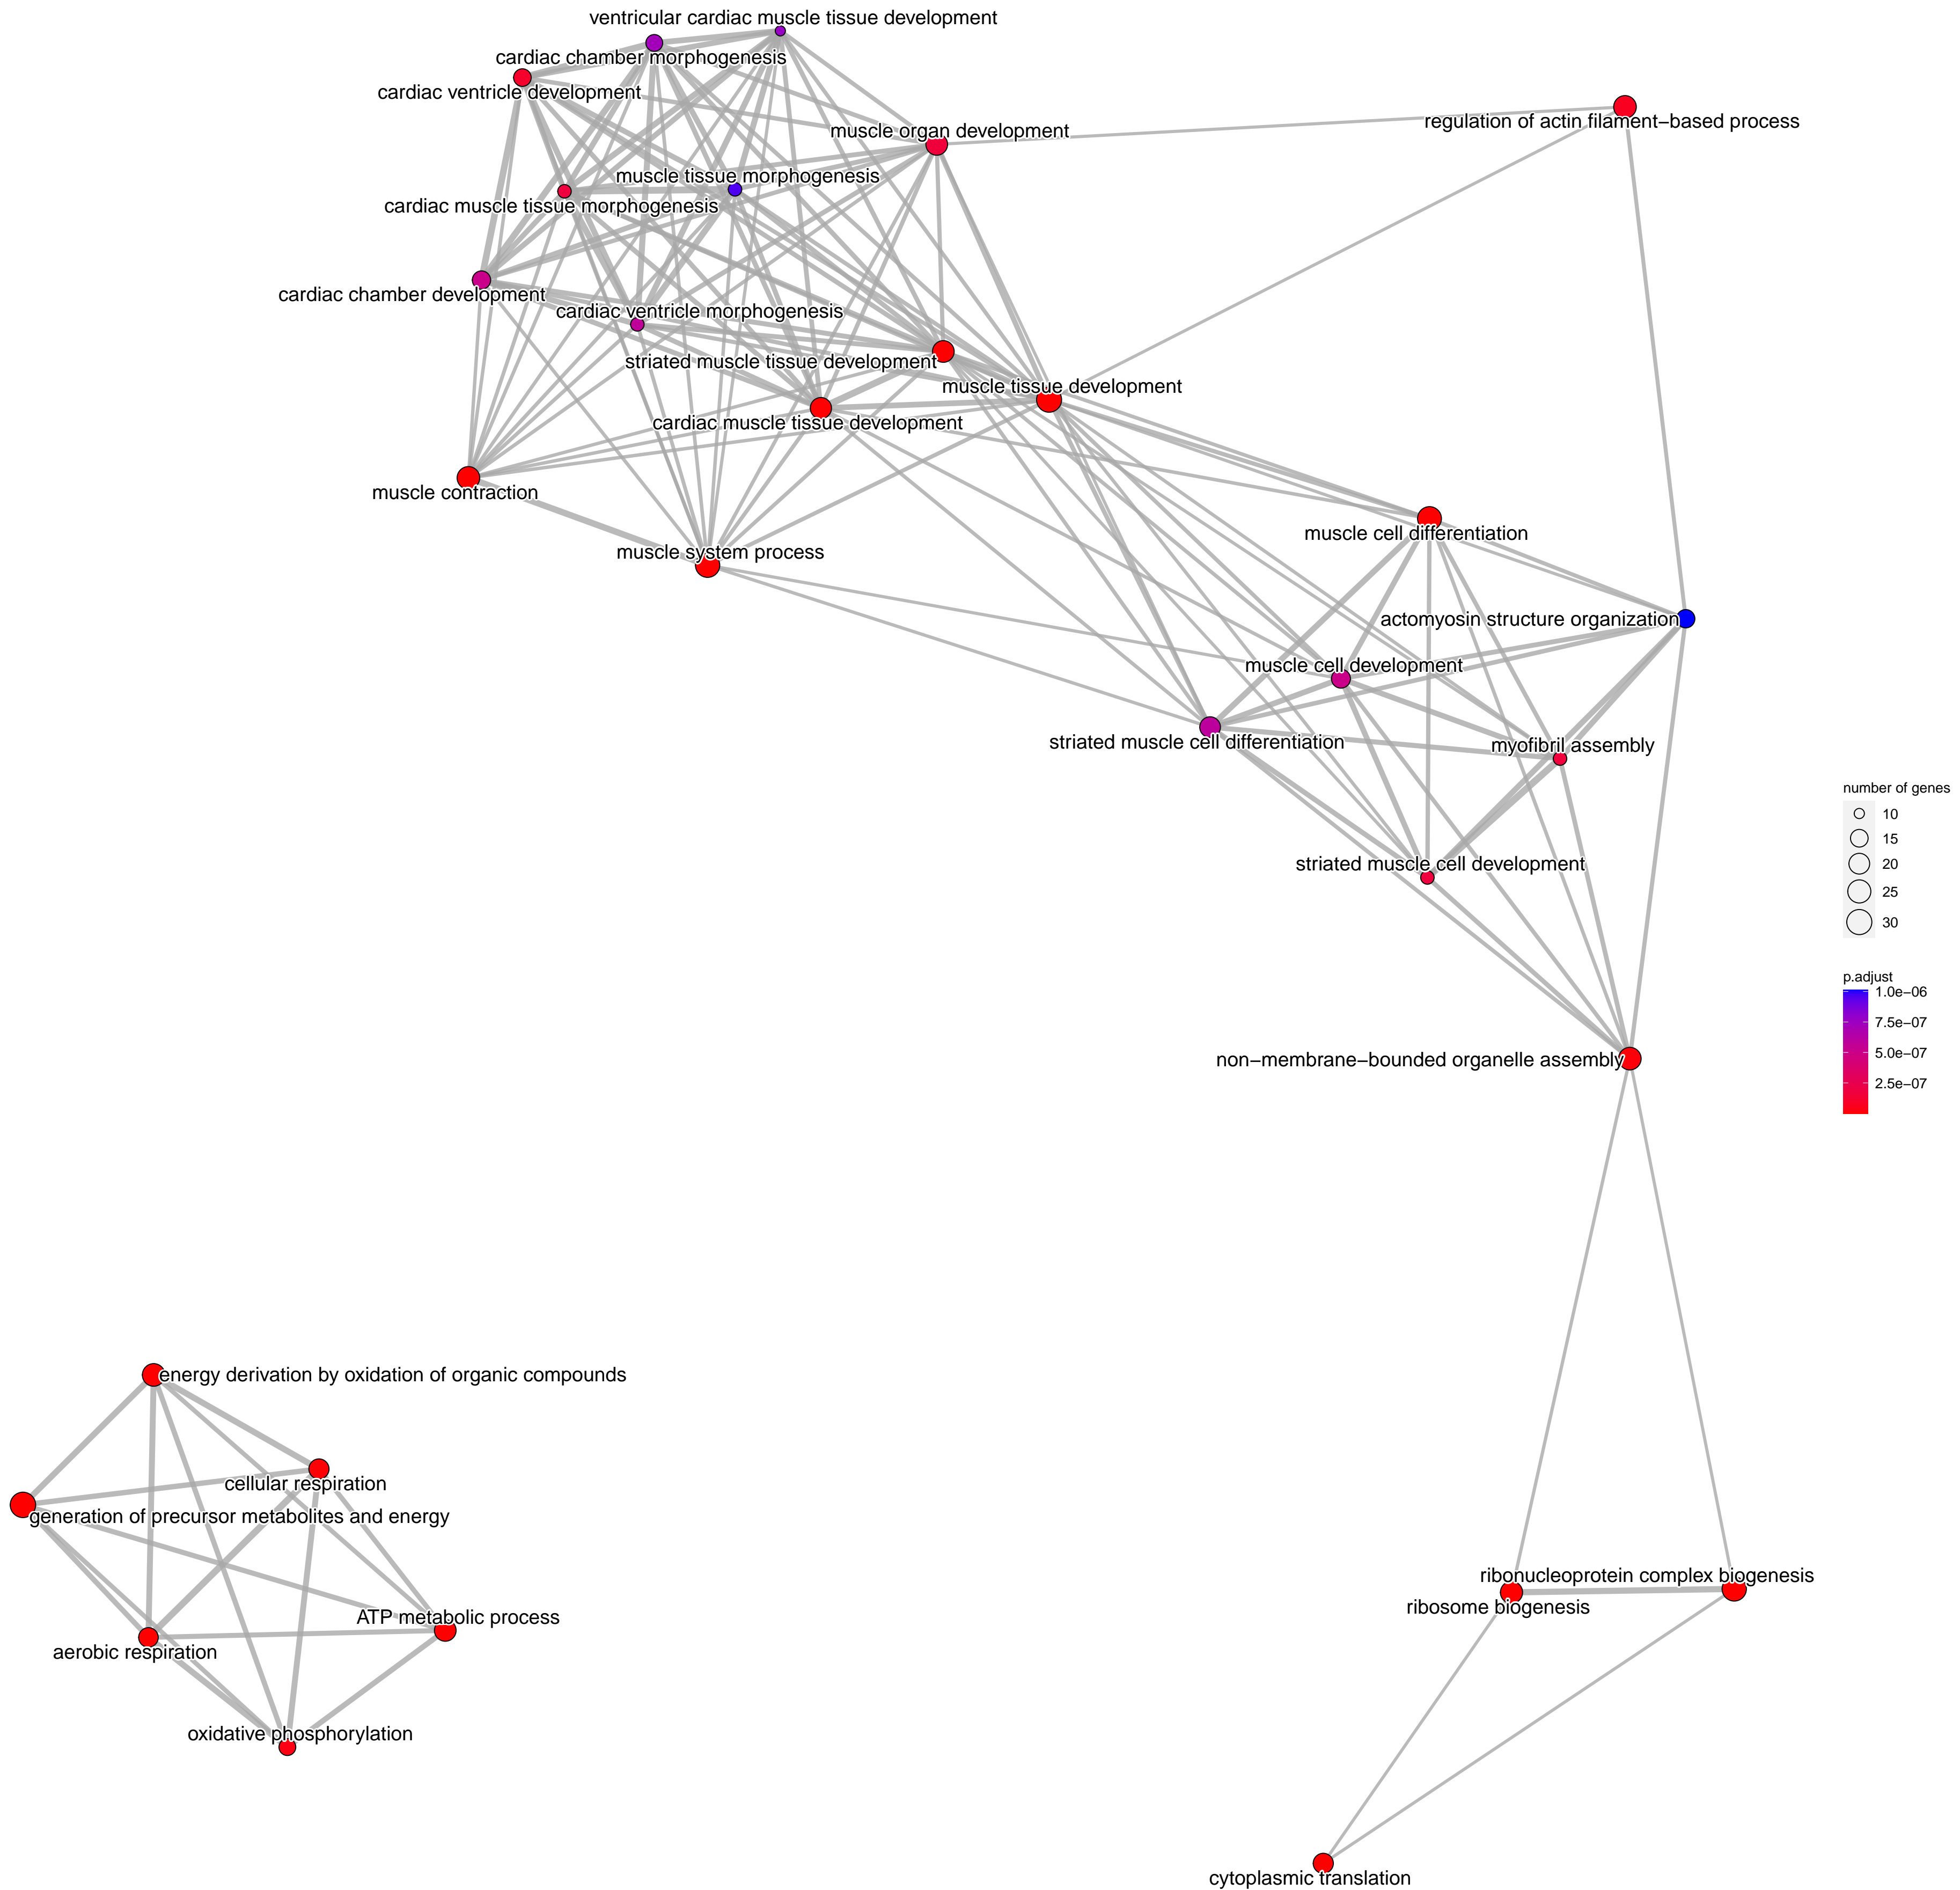 ventricular cardiac muscle tissue development
cardiac chamber morphogenesis
cardiac ventricle development
regulation of actin filament−based process
muscle organ development
muscle tissue morphogenesis
cardiac muscle tissue morphogenesis
cardiac chamber development
cardiac ventricle morphogenesis
striated muscle tissue development
muscle tissue development
cardiac muscle tissue development
muscle contraction
muscle cell differentiation
muscle system process
actomyosin structure organization
muscle cell development
striated muscle cell differentiation
myofibril assembly
number of genes
10
15
20
25
30
striated muscle cell development
p.adjust
1.0e−06
7.5e−07
5.0e−07
2.5e−07
non−membrane−bounded organelle assembly
energy derivation by oxidation of organic compounds
cellular respiration
generation of precursor metabolites and energy
ribonucleoprotein complex biogenesis
ribosome biogenesis
ATP metabolic process
aerobic respiration
oxidative phosphorylation
cytoplasmic translation